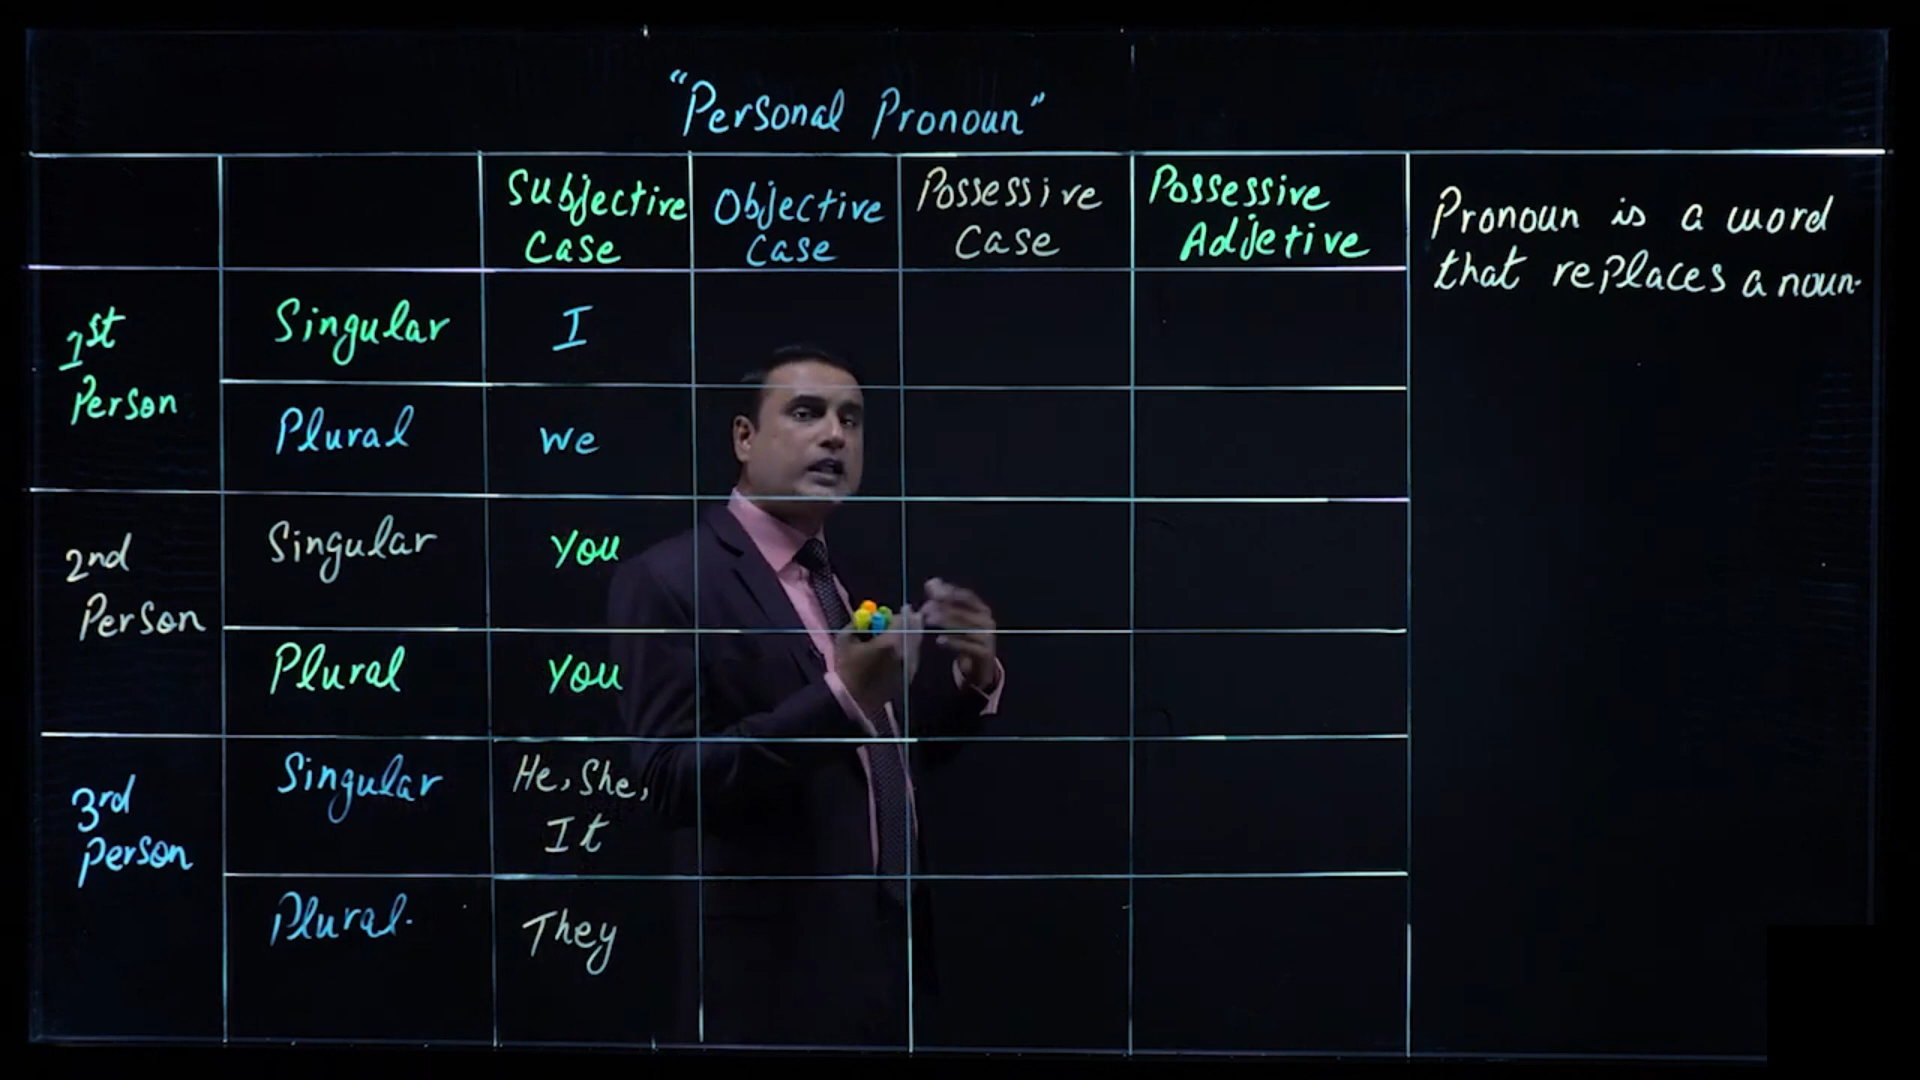 "Personal Pronoun"
Subjective Case
Objective Case
Possessive Case
Possessive Adjetive
Pronoun is a word
that replaces a noun.
1st Person
Singular
I
Plural
we
2nd Person
Singular
You
Plural
You
3rd Person
Singular
He, She,
It
Plural.
They